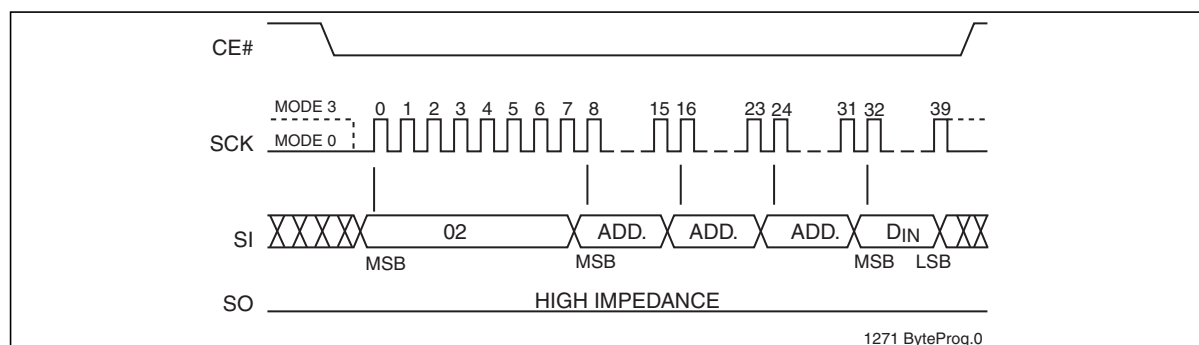 CE#
MODE 3
0 1 2 3 4 5 6 7 8 15 16 23 24 31 32 39
SCK
MODE 0
SI
02 ADD. ADD. ADD. DIN
MSB MSB MSB LSB
SO
HIGH IMPEDANCE
1271 ByteProg.0